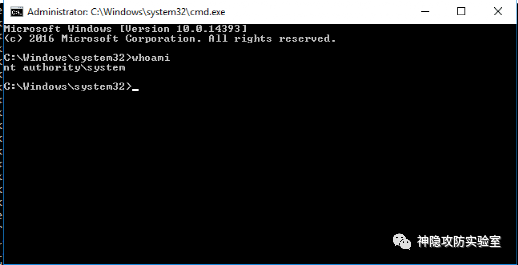 Administrator: C:\Windows\system32\cmd.exe
Microsoft Windows [Version 10.0.14393]
(c) 2016 Microsoft Corporation. All rights reserved.
C:\Windows\system32>whoami
nt authority\system
C:\Windows\system32>
神隐攻防实验室